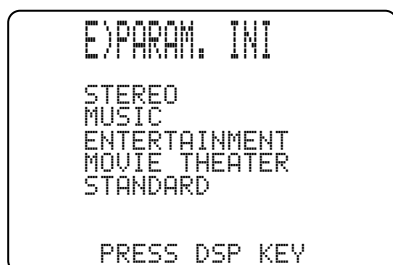 E)PARAM. INI
STEREO
MUSIC
ENTERTAINMENT
MOVIE THEATER
STANDARD
PRESS DSP KEY